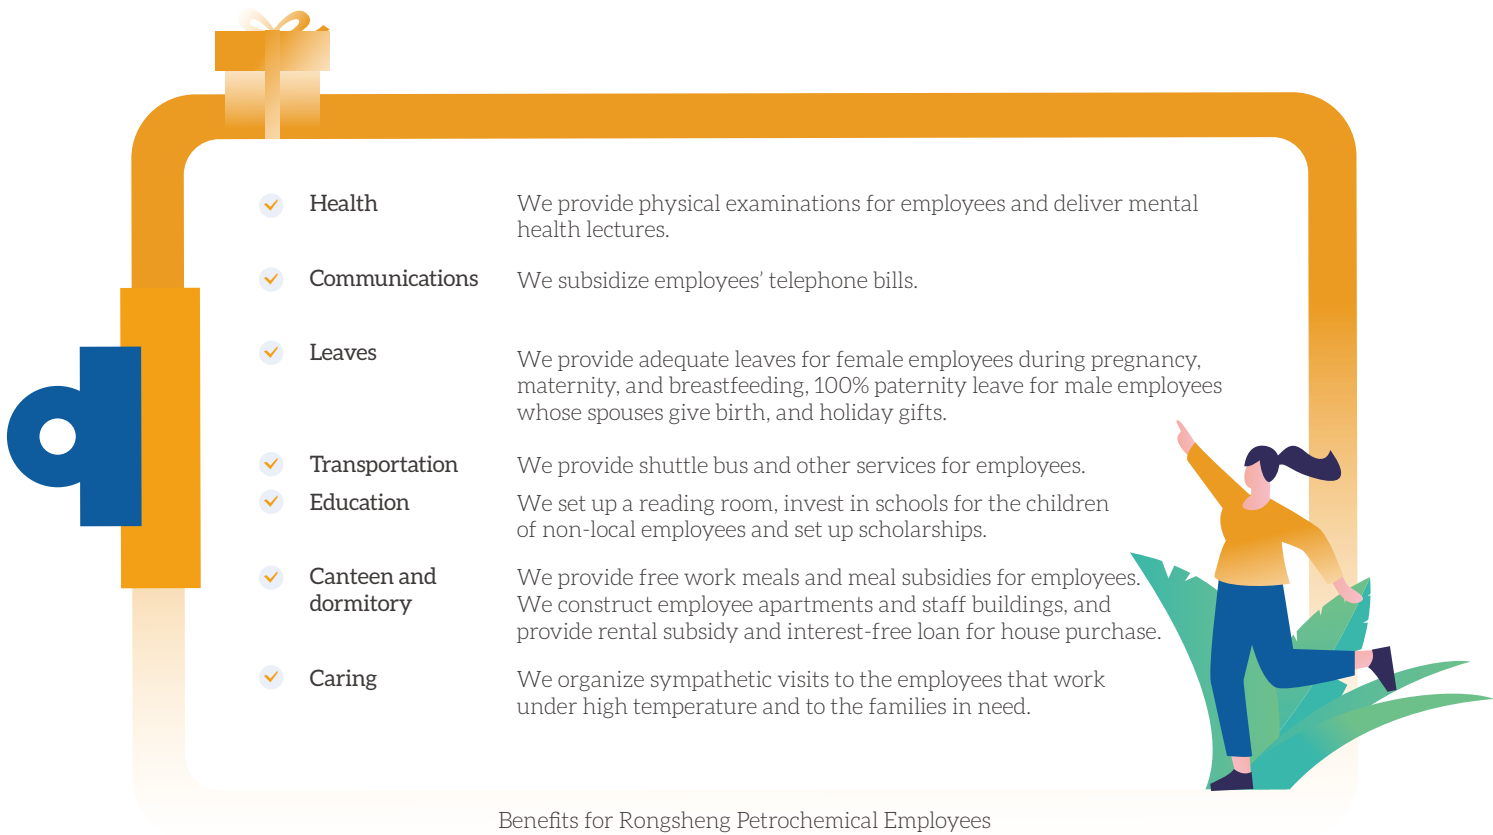 Health
We provide physical examinations for employees and deliver mental
health lectures.
Communications
We subsidize employees’ telephone bills.
Leaves
We provide adequate leaves for female employees during pregnancy,
maternity, and breastfeeding, 100% paternity leave for male employees
whose spouses give birth, and holiday gifts.
Transportation
We provide shuttle bus and other services for employees.
Education
We set up a reading room, invest in schools for the children
of non-local employees and set up scholarships.
Canteen and
dormitory
We provide free work meals and meal subsidies for employees.
We construct employee apartments and staff buildings, and
provide rental subsidy and interest-free loan for house purchase.
Caring
We organize sympathetic visits to the employees that work
under high temperature and to the families in need.
Benefits for Rongsheng Petrochemical Employees